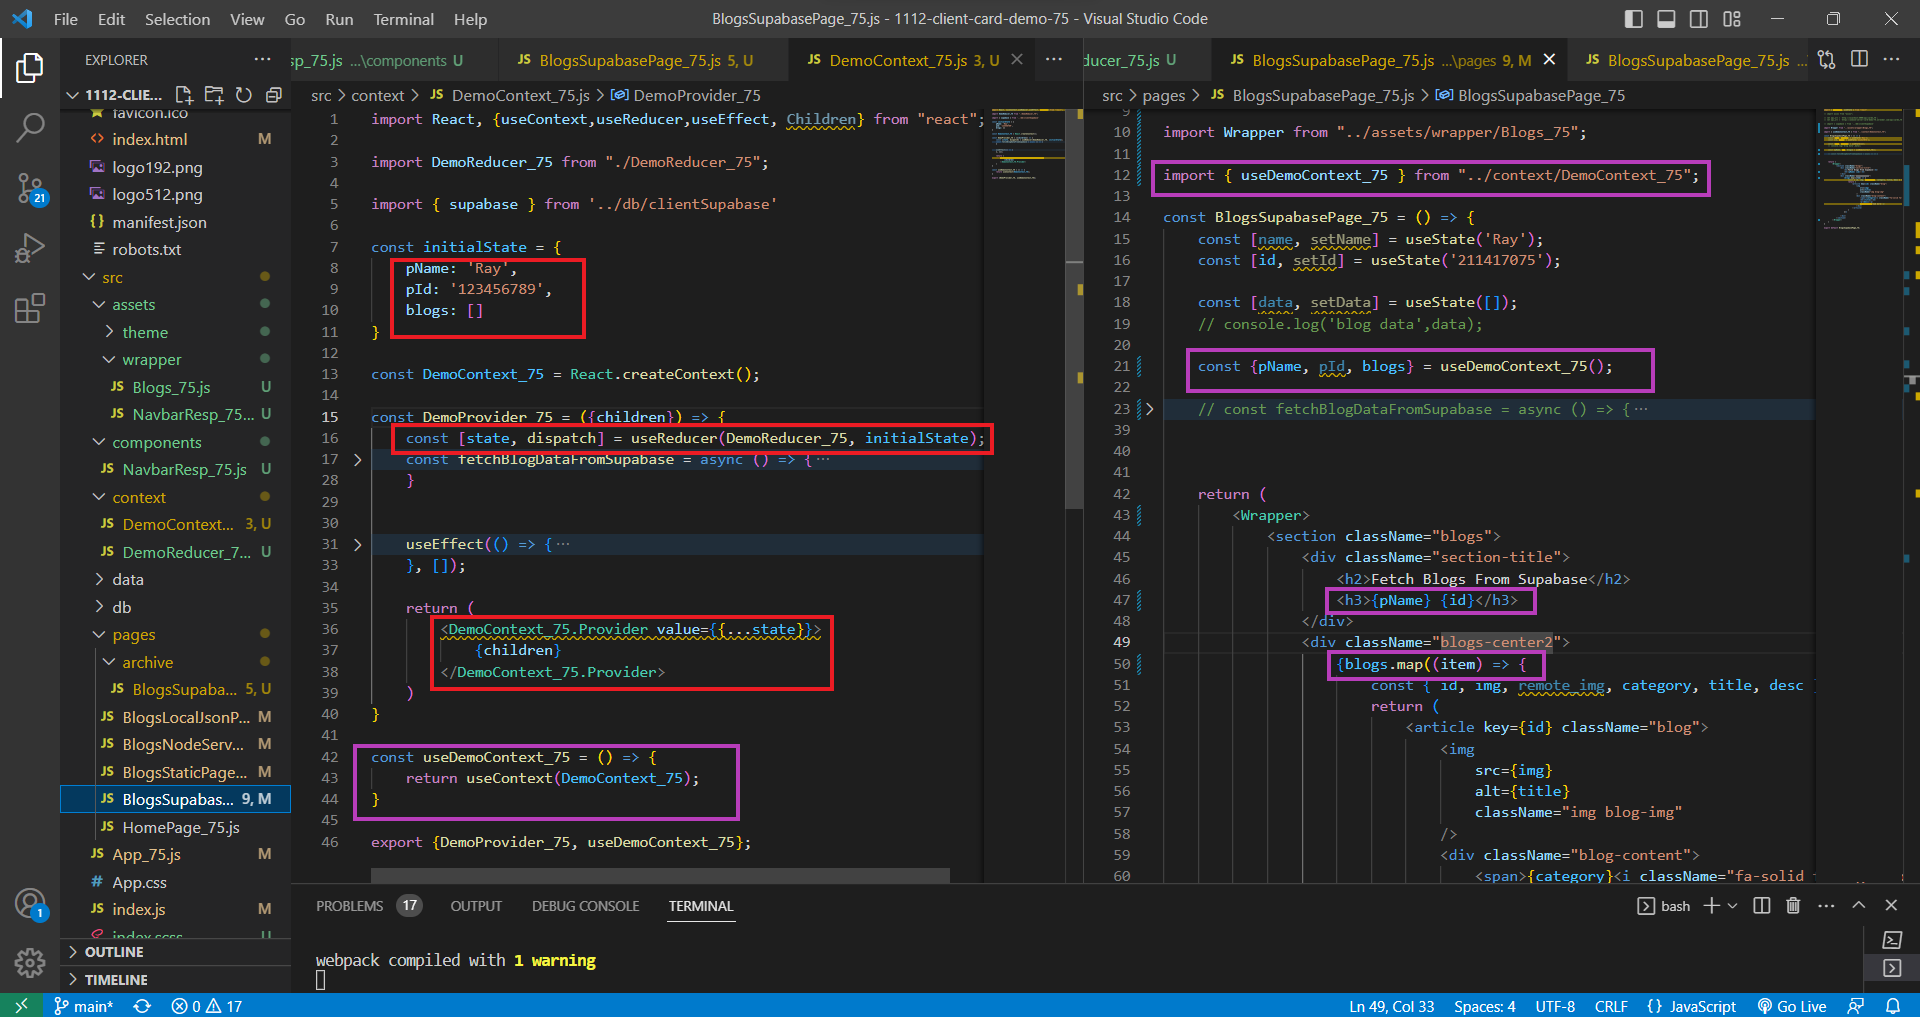 File Edit Selection View Go Run Terminal Help
BlogsSupabasePage_75.js - 1112-client-card-demo-75 - Visual Studio Code
EXPLORER
1112-CLIE...
favicon.ico
index.html M
logo192.png
logo512.png
manifest.json
robots.txt
src
assets
theme
wrapper
Blogs_75.js U
NavbarResp_75... U
components
NavbarResp_75.js U
context
DemoContext... 3, U
DemoReducer_7... U
data
db
pages
archive
BlogsSupaba... 5, U
BlogsLocalJsonP... M
BlogsNodeServ... M
BlogsStaticPage... M
BlogsSupabas... 9, M
HomePage_75.js
App_75.js M
App.css
index.js M
index.scss U
OUTLINE
TIMELINE
21
1
sp_75.js ...\components U
BlogsSupabasePage_75.js 5, U
DemoContext_75.js 3, U
src > context > JS DemoContext_75.js > DemoProvider_75
1 import React, {useContext,useReducer,useEffect, Children} from "react";
2
3 import DemoReducer_75 from "./DemoReducer_75";
4
5 import { supabase } from '../db/clientSupabase'
6
7 const initialState = {
8 pName: 'Ray',
9 pId: '123456789',
10 blogs: []
11 }
12
13 const DemoContext_75 = React.createContext();
14
15 const DemoProvider_75 = ({children}) => {
16 const [state, dispatch] = useReducer(DemoReducer_75, initialState);
17 const fetchBlogDataFromSupabase = async () => {...
28 }
29
30
31 useEffect(() => {...
33 }, []);
34
35 return (
36 <DemoContext_75.Provider value={{...state}}>
37 {children}
38 </DemoContext_75.Provider>
39 )
40 }
41
42 const useDemoContext_75 = () => {
43 return useContext(DemoContext_75);
44 }
45
46 export {DemoProvider_75, useDemoContext_75};
ducer_75.js U
BlogsSupabasePage_75.js ...\pages 9, M
BlogsSupabasePage_75.js ...
src > pages > JS BlogsSupabasePage_75.js > BlogsSupabasePage_75
9
10 import Wrapper from "../assets/wrapper/Blogs_75";
11
12 import { useDemoContext_75 } from "../context/DemoContext_75";
13
14 const BlogsSupabasePage_75 = () => {
15 const [name, setName] = useState('Ray');
16 const [id, setId] = useState('211417075');
17
18 const [data, setData] = useState([]);
19 // console.log('blog data',data);
20
21 const {pName, pId, blogs} = useDemoContext_75();
22
23 // const fetchBlogDataFromSupabase = async () => {...
39
40
41
42 return (
43 <Wrapper>
44 <section className="blogs">
45 <div className="section-title">
46 <h2>Fetch Blogs From Supabase</h2>
47 <h3>{pName} {id}</h3>
48 </div>
49 <div className="blogs-center2">
50 {blogs.map((item) => {
51 const { id, img, remote_img, category, title, desc }
52 return (
53 <article key={id} className="blog">
54 <img
55 src={img}
56 alt={title}
57 className="img blog-img"
58 />
59 <div className="blog-content">
60 <span>{category}<i className="fa-solid
PROBLEMS 17 OUTPUT DEBUG CONSOLE TERMINAL
bash
webpack compiled with 1 warning
main* 0 17
Ln 49, Col 33 Spaces: 4 UTF-8 CRLF {} JavaScript Go Live